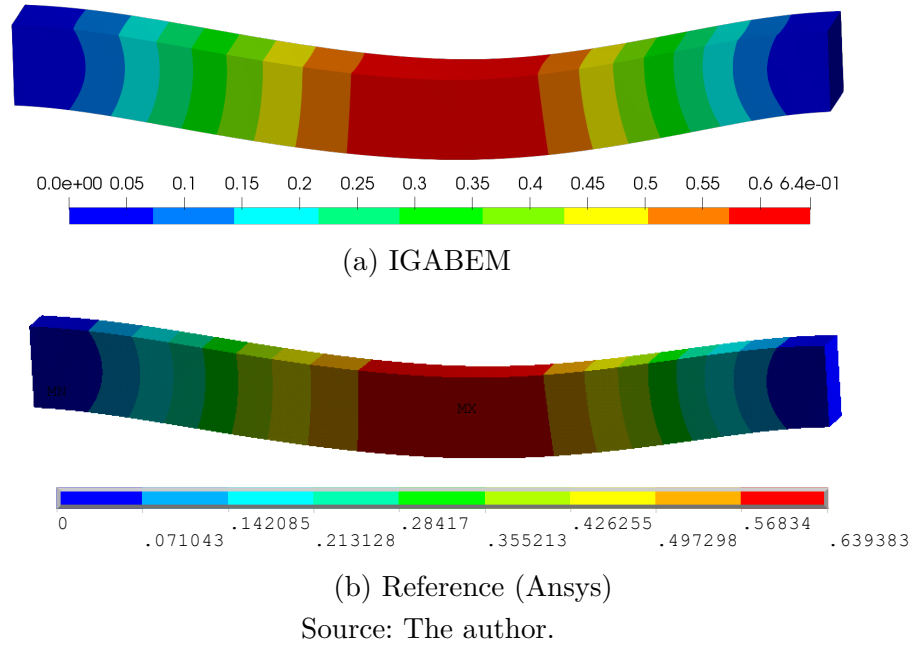 0.0e+00 0.05 0.1 0.15 0.2 0.25 0.3 0.35 0.4 0.45 0.5 0.55 0.6 6.4e-01
(a) IGABEM
MN
MX
0 .142085 .28417 .426255 .56834
.071043 .213128 .355213 .497298 .639383
(b) Reference (Ansys)
Source: The author.